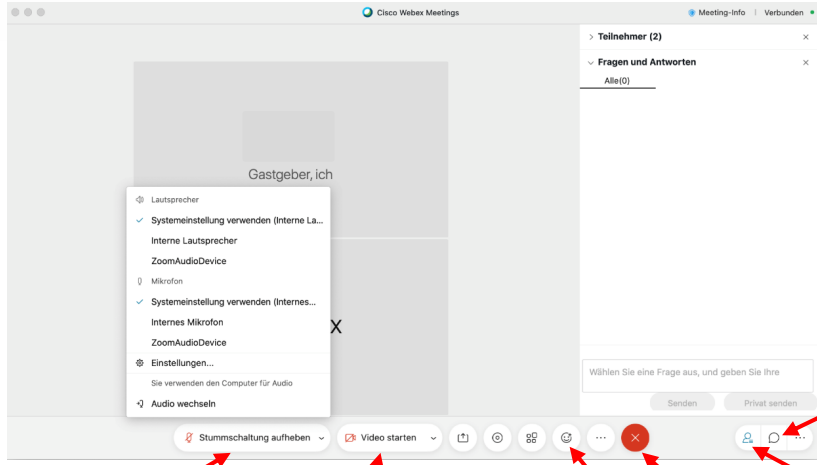 Cisco Webex Meetings
Meeting-Info
Verbunden
Teilnehmer (2)
Fragen und Antworten
Alle(0)
Gastgeber, ich
Lautsprecher
Systemeinstellung verwenden (Interne La...
Interne Lautsprecher
ZoomAudioDevice
Mikrofon
Systemeinstellung verwenden (Internes...
Internes Mikrofon
X
ZoomAudioDevice
Einstellungen...
Sie verwenden den Computer für Audio
Audio wechseln
Wählen Sie eine Frage aus, und geben Sie Ihre
Senden
Privat senden
Stummschaltung aufheben
Video starten